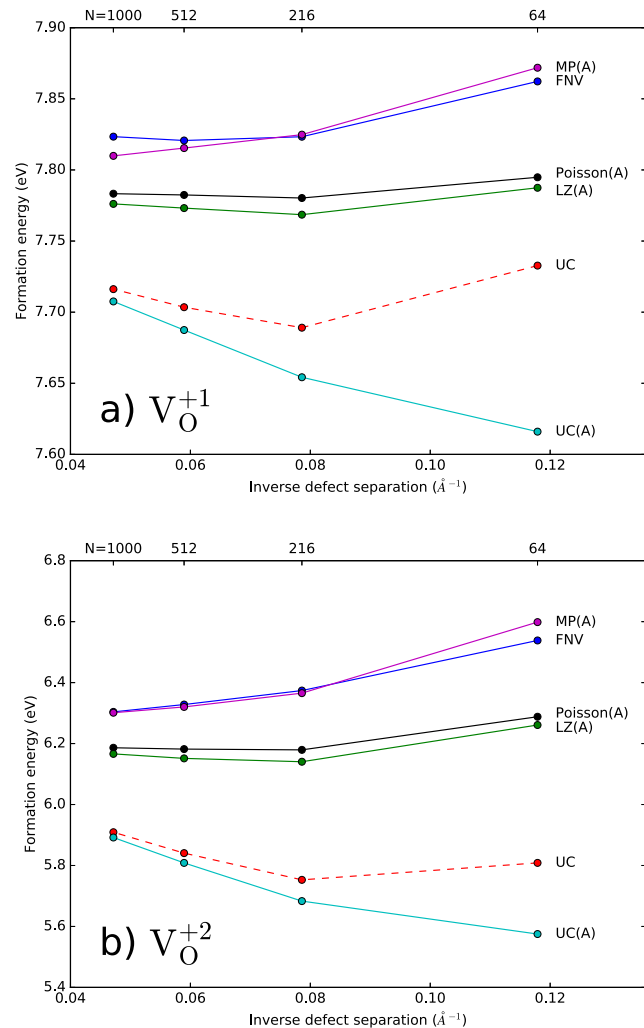 N=1000 512 216 64
7.90
7.85
7.80
7.75
7.70
7.65
7.60
Formation energy (eV)
MP(A)
FNV
Poisson(A)
LZ(A)
UC
UC(A)
a) V_O^{+1}
0.04 0.06 0.08 0.10 0.12
Inverse defect separation (Å⁻¹)
N=1000 512 216 64
6.8
6.6
6.4
6.2
6.0
5.8
5.6
5.4
Formation energy (eV)
MP(A)
FNV
Poisson(A)
LZ(A)
UC
UC(A)
b) V_O^{+2}
0.04 0.06 0.08 0.10 0.12
Inverse defect separation (Å⁻¹)